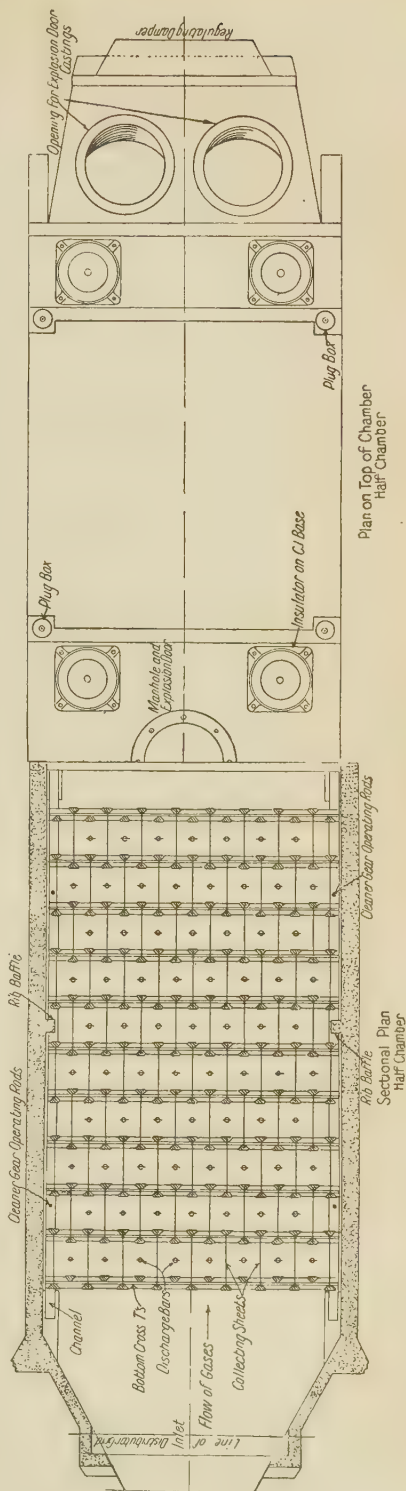 Regulating Damper
Opening For Explosion Door
Castings
Plug Box
Plug Box
Insulator on C.I Base
Manhole and
Explosion Door
Plan on Top of Chamber
Half Chamber
Cleaner Gear Operating Rods
Rib Baffle
Cleaner Gear Operating Rods
Rib Baffle
Sectional Plan
Half Chamber
Channel
Bottom Cross T's
Discharge Bars
Collecting Sheets
Flow of Gases
Inlet
Line of Distributor Grid